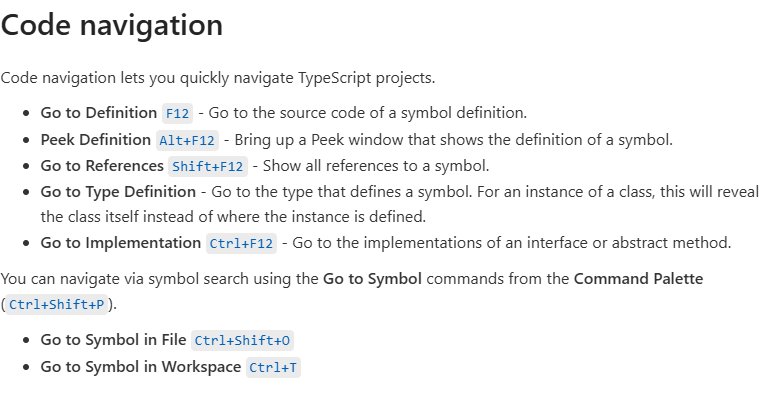 Code navigation
Code navigation lets you quickly navigate TypeScript projects.
• Go to Definition F12 - Go to the source code of a symbol definition.
• Peek Definition Alt+F12 - Bring up a Peek window that shows the definition of a symbol.
• Go to References Shift+F12 - Show all references to a symbol.
• Go to Type Definition - Go to the type that defines a symbol. For an instance of a class, this will reveal
the class itself instead of where the instance is defined.
• Go to Implementation Ctrl+F12 - Go to the implementations of an interface or abstract method.
You can navigate via symbol search using the Go to Symbol commands from the Command Palette
(Ctrl+Shift+P).
• Go to Symbol in File Ctrl+Shift+O
• Go to Symbol in Workspace Ctrl+T